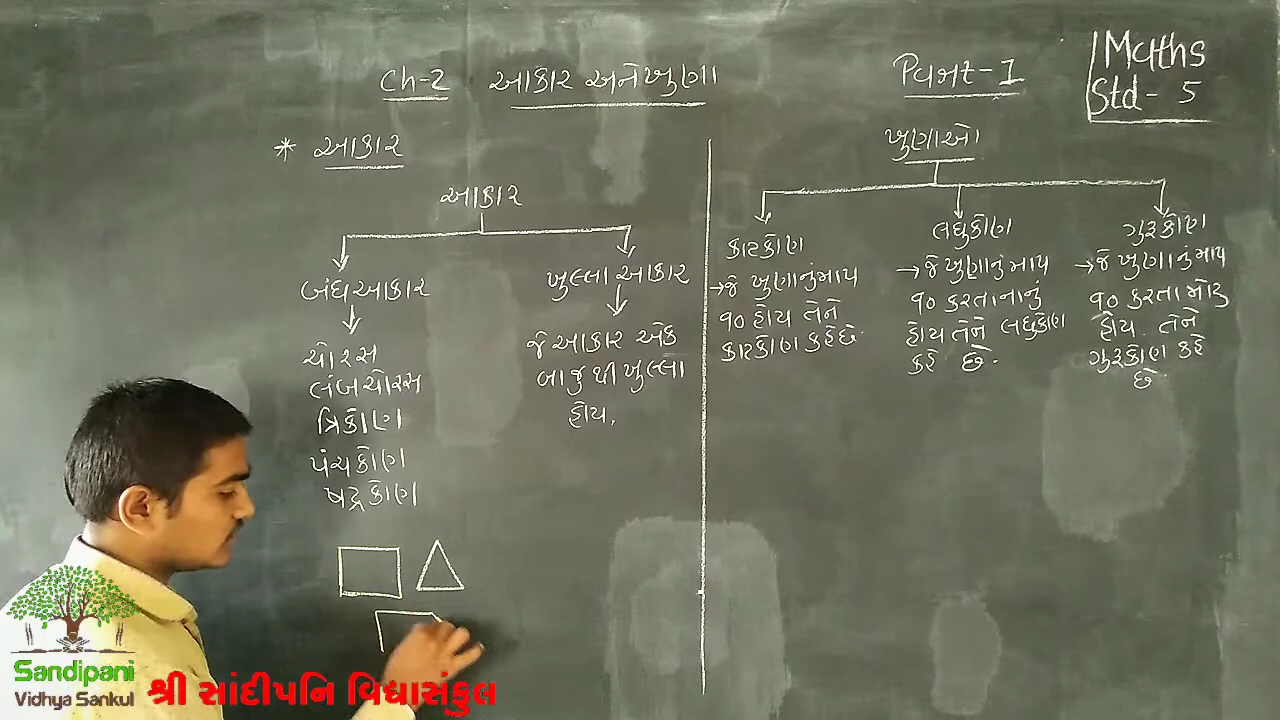 Ch-2 આકાર અને ખુણા Part-1
Maths
Std - 5
* આકાર
આકાર
બંધ આકાર
ચોરસ
લંબચોરસ
ત્રિકોણ
પંચકોણ
ષટ્કોણ
ખુલ્લા આકાર
જે આકાર એક
બાજુ થી ખુલ્લા
હોય.
ખુણાઓ
કાટકોણ
→ જે ખુણાનું માપ
૯૦ હોય તેને
કાટકોણ કહે છે.
લઘુકોણ
→ જે ખુણાનું માપ
૯૦ કરતા નાનું
હોય તેને લઘુકોણ
કહે છે.
ગુરુકોણ
→ જે ખુણાનું માપ
૯૦ કરતા મોટુ
હોય. તેને
ગુરુકોણ કહે
છે.
Sandipani
Vidhya Sankul
શ્રી સાંદીપનિ વિદ્યાસંકુલ